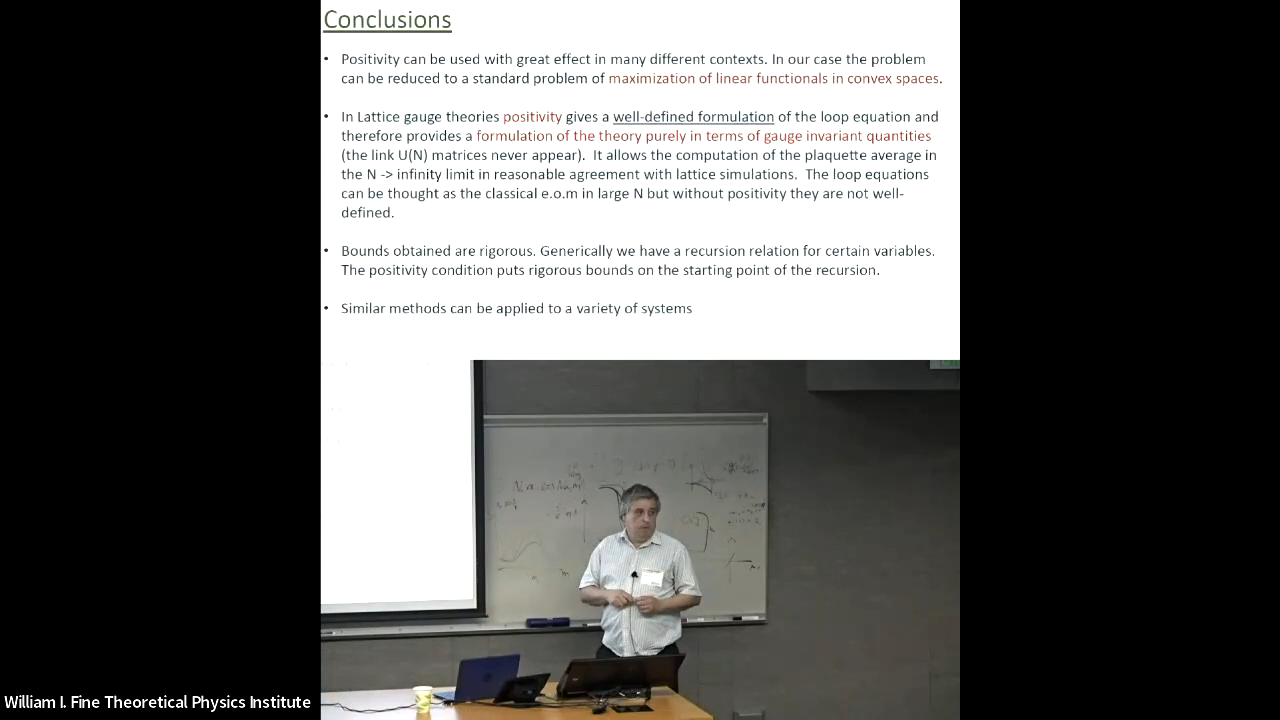 Conclusions
• Positivity can be used with great effect in many different contexts. In our case the problem
can be reduced to a standard problem of maximization of linear functionals in convex spaces.
• In Lattice gauge theories positivity gives a well-defined formulation of the loop equation and
therefore provides a formulation of the theory purely in terms of gauge invariant quantities
(the link U(N) matrices never appear). It allows the computation of the plaquette average in
the N -> infinity limit in reasonable agreement with lattice simulations. The loop equations
can be thought as the classical e.o.m in large N but without positivity they are not well-
defined.
• Bounds obtained are rigorous. Generically we have a recursion relation for certain variables.
The positivity condition puts rigorous bounds on the starting point of the recursion.
• Similar methods can be applied to a variety of systems
William I. Fine Theoretical Physics Institute